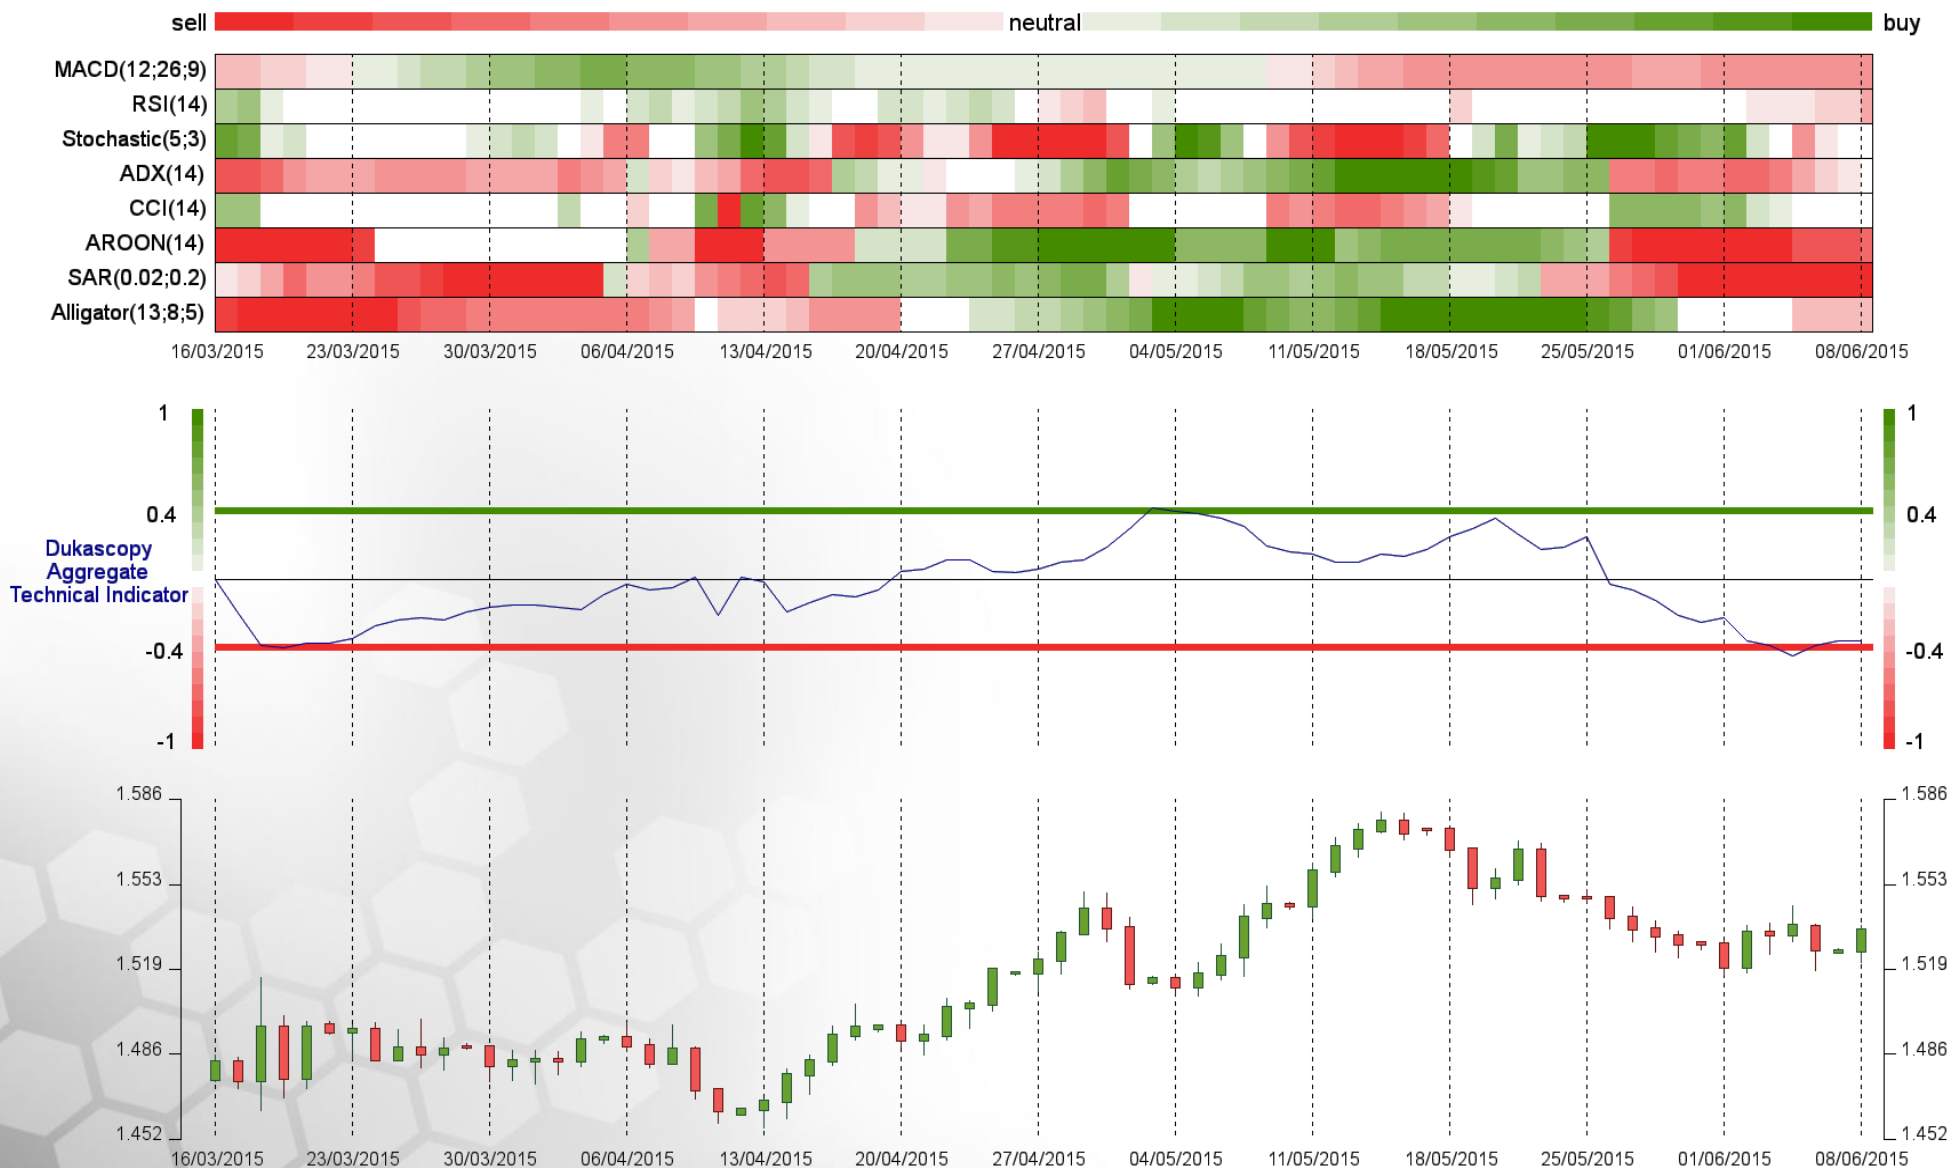 sell neutral buy
MACD(12;26;9)
RSI(14)
Stochastic(5;3)
ADX(14)
CCI(14)
AROON(14)
SAR(0.02;0.2)
Alligator(13;8;5)
16/03/2015 23/03/2015 30/03/2015 06/04/2015 13/04/2015 20/04/2015 27/04/2015 04/05/2015 11/05/2015 18/05/2015 25/05/2015 01/06/2015 08/06/2015
1 1
0.4 0.4
Dukascopy
Aggregate
Technical Indicator
-0.4 -0.4
-1 -1
1.586 1.586
1.553 1.553
1.519 1.519
1.486 1.486
1.452 1.452
16/03/2015 23/03/2015 30/03/2015 06/04/2015 13/04/2015 20/04/2015 27/04/2015 04/05/2015 11/05/2015 18/05/2015 25/05/2015 01/06/2015 08/06/2015